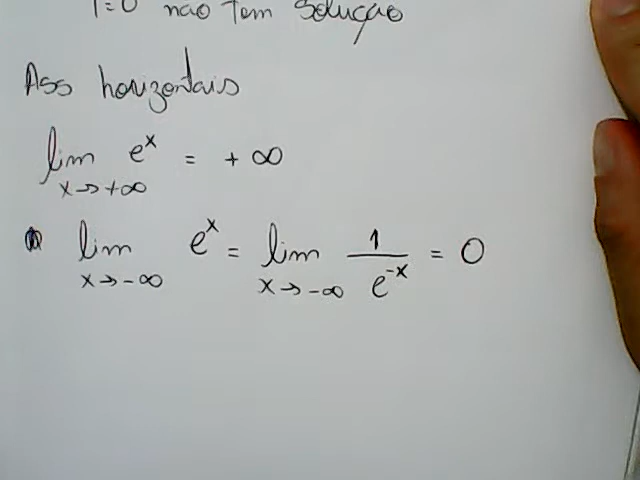 1=0 não tem solução
Ass horizontais
lim e^x = +∞
x→+∞
lim e^x = lim 1/e^-x = 0
x→-∞ x→-∞